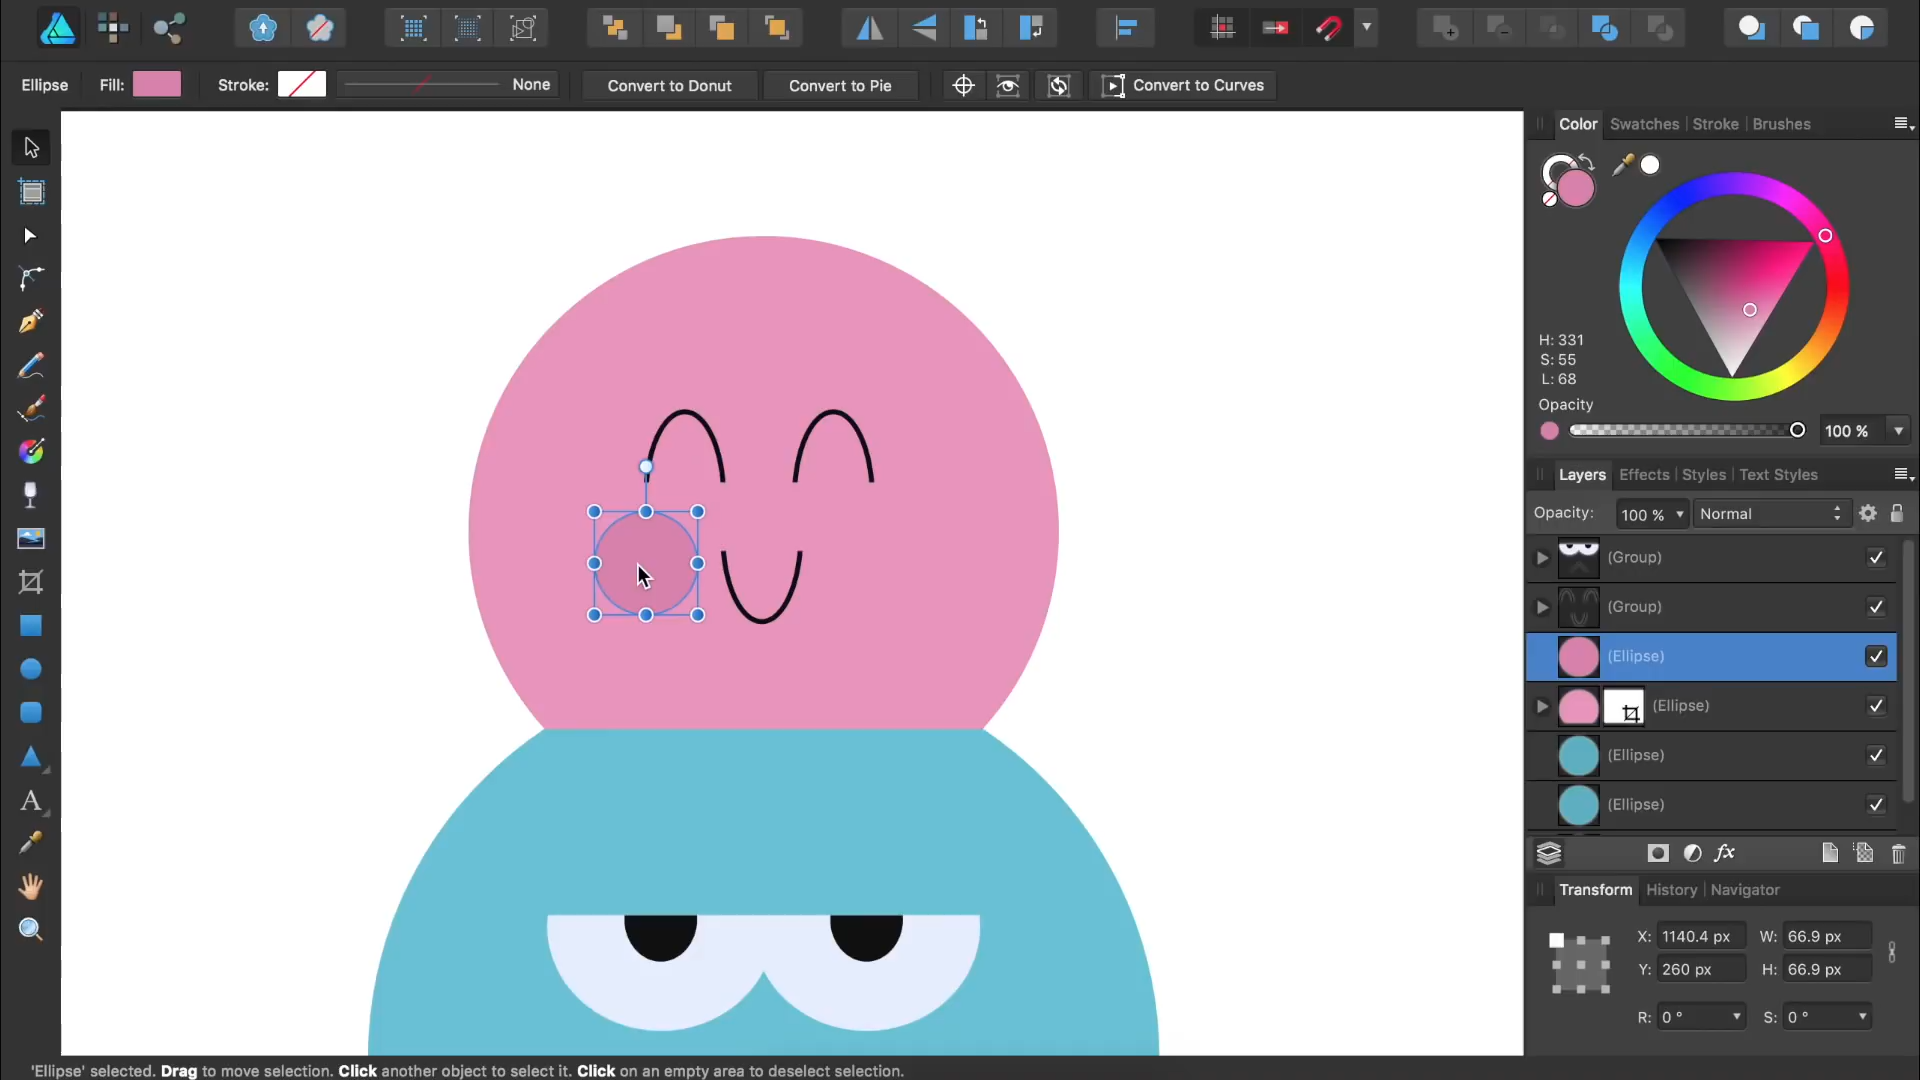 Ellipse Fill: Stroke: None Convert to Donut Convert to Pie Convert to Curves
Color Swatches Stroke Brushes
H: 331
S: 55
L: 68
Opacity
100 %
Layers Effects Styles Text Styles
Opacity: 100 % Normal
(Group)
(Group)
(Ellipse)
(Ellipse)
(Ellipse)
(Ellipse)
fx
Transform History Navigator
X: 1140.4 px W: 66.9 px
Y: 260 px H: 66.9 px
R: 0 ° S: 0 °
'Ellipse' selected. Drag to move selection. Click another object to select it. Click on an empty area to deselect selection.